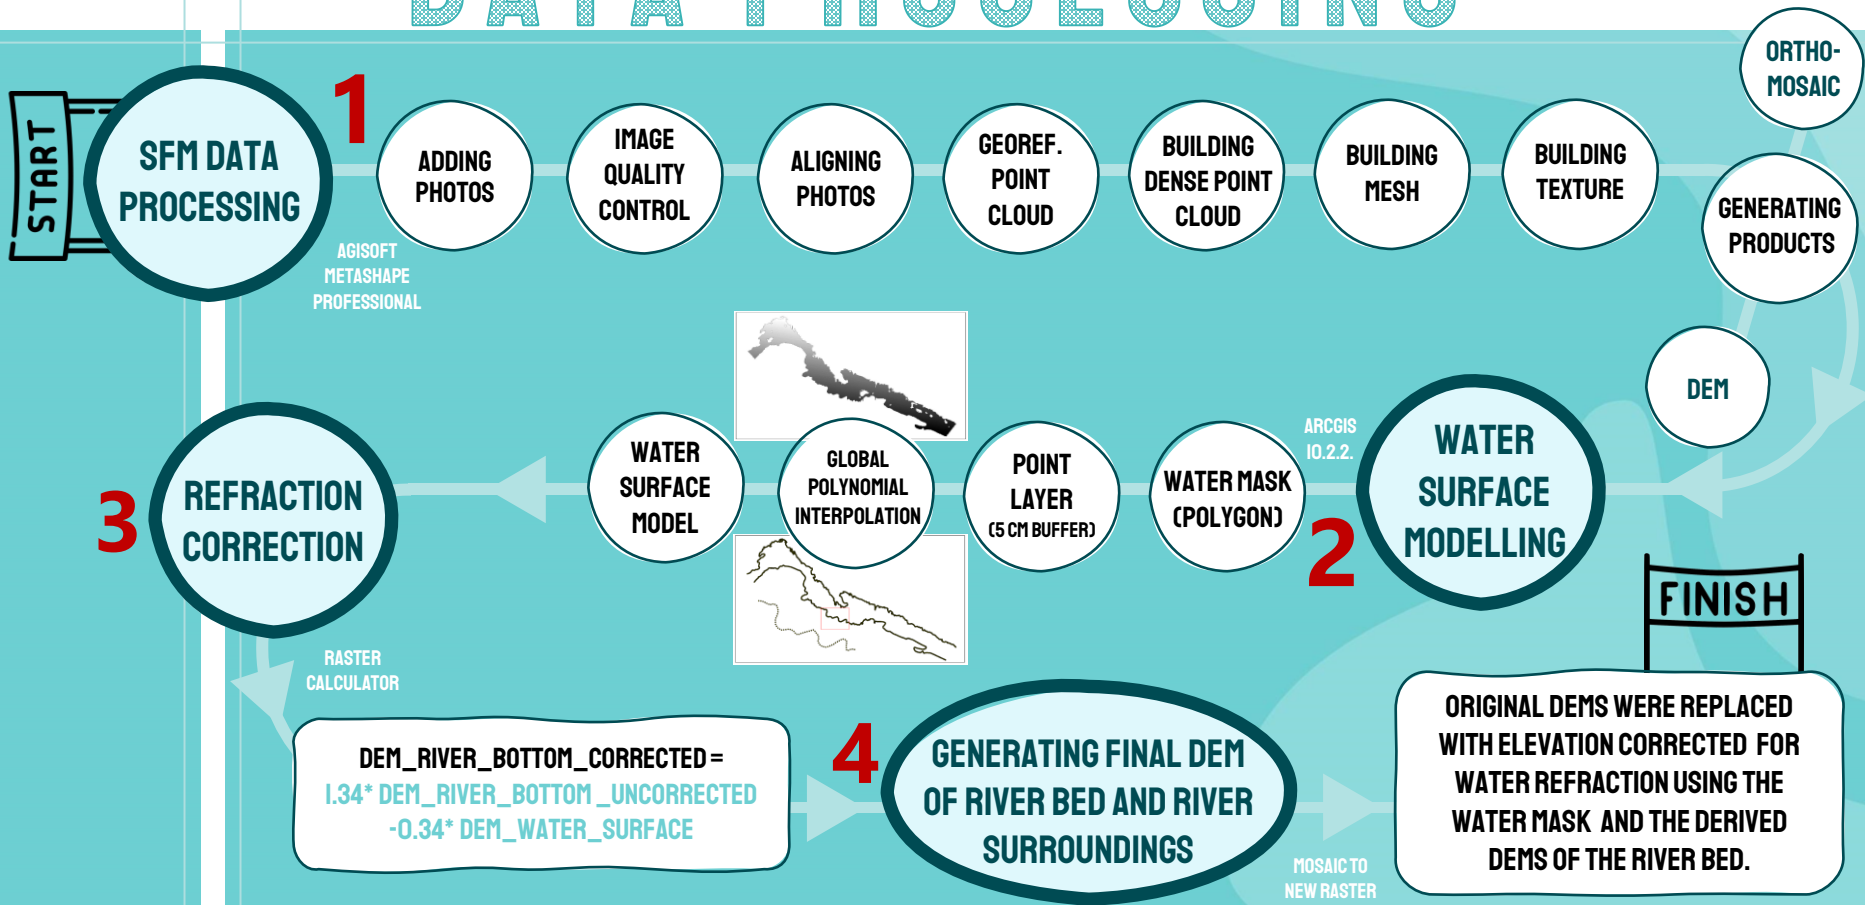 DATA PROCESSING
START
SFM DATA
PROCESSING
1
AGISOFT
METASHAPE
PROFESSIONAL
ADDING
PHOTOS
IMAGE
QUALITY
CONTROL
ALIGNING
PHOTOS
GEOREF.
POINT
CLOUD
BUILDING
DENSE POINT
CLOUD
BUILDING
MESH
BUILDING
TEXTURE
ORTHO-
MOSAIC
GENERATING
PRODUCTS
DEM
WATER
SURFACE
MODELLING
2
ARCGIS
10.2.2.
WATER MASK
(POLYGON)
POINT
LAYER
(5 CM BUFFER)
GLOBAL
POLYNOMIAL
INTERPOLATION
WATER
SURFACE
MODEL
3
REFRACTION
CORRECTION
RASTER
CALCULATOR
DEM_RIVER_BOTTOM_CORRECTED =
1.34* DEM_RIVER_BOTTOM _UNCORRECTED
-0.34* DEM_WATER_SURFACE
4
GENERATING FINAL DEM
OF RIVER BED AND RIVER
SURROUNDINGS
MOSAIC TO
NEW RASTER
FINISH
ORIGINAL DEMS WERE REPLACED
WITH ELEVATION CORRECTED FOR
WATER REFRACTION USING THE
WATER MASK AND THE DERIVED
DEMS OF THE RIVER BED.